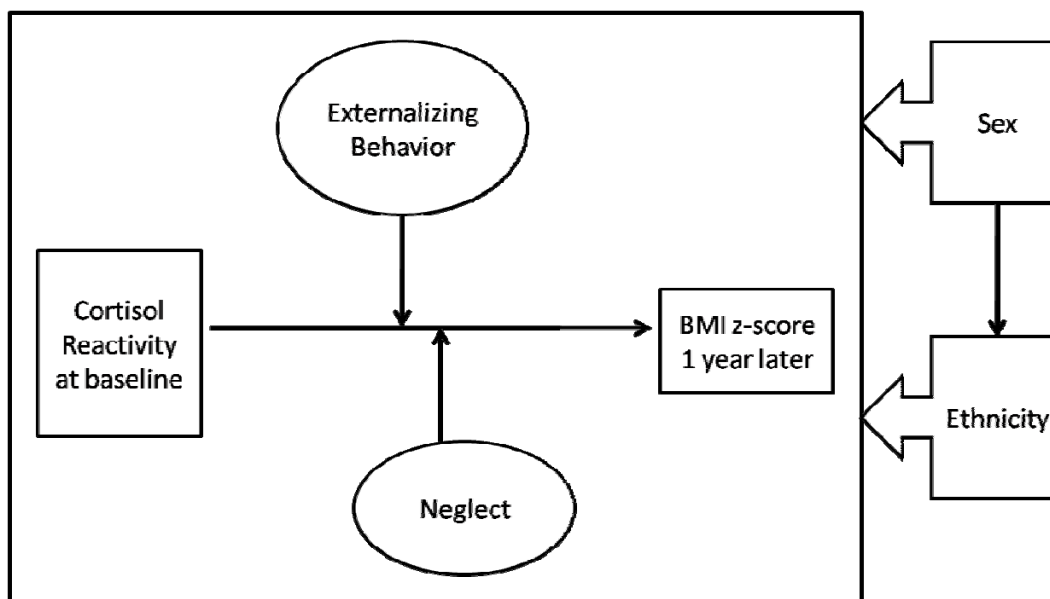 Externalizing
Behavior
Sex
Cortisol
Reactivity
at baseline
BMI z-score
1 year later
Ethnicity
Neglect